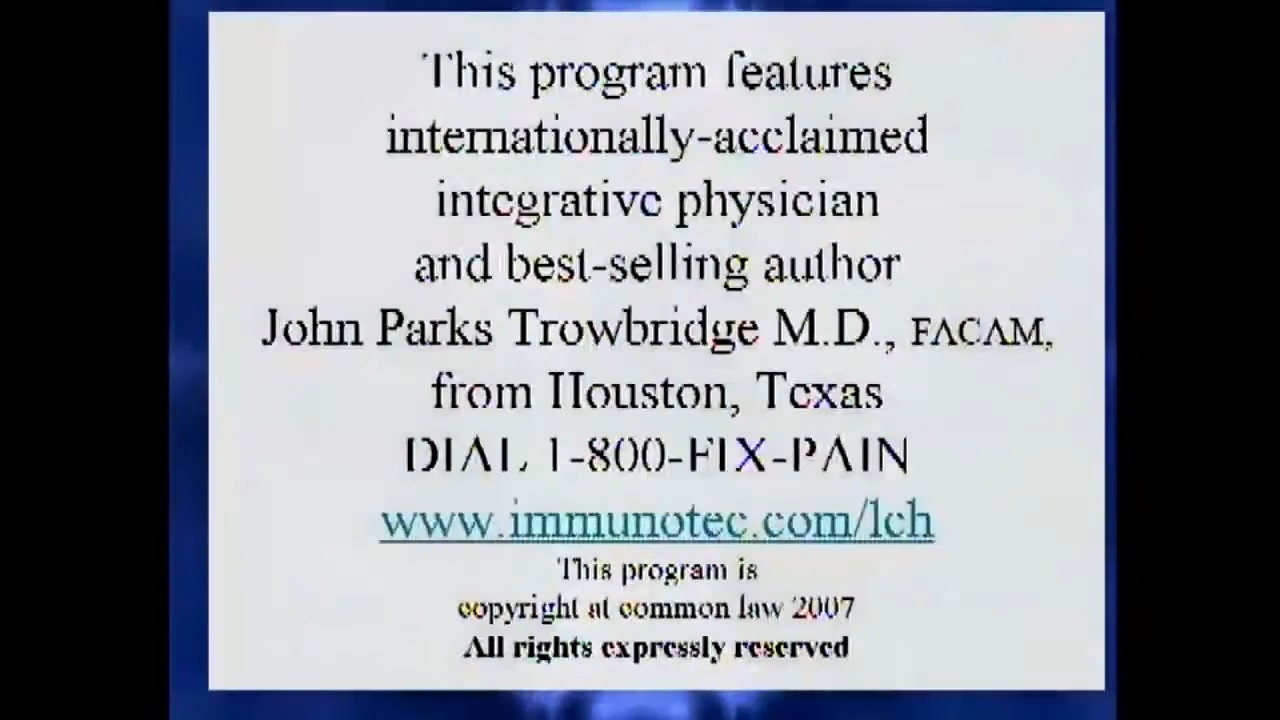 This program features
internationally-acclaimed
integrative physician
and best-selling author
John Parks Trowbridge M.D., FACAM,
from Houston, Texas
DIAL 1-800-FIX-PAIN
www.immunotec.com/lch
This program is
copyright at common law 2007
All rights expressly reserved